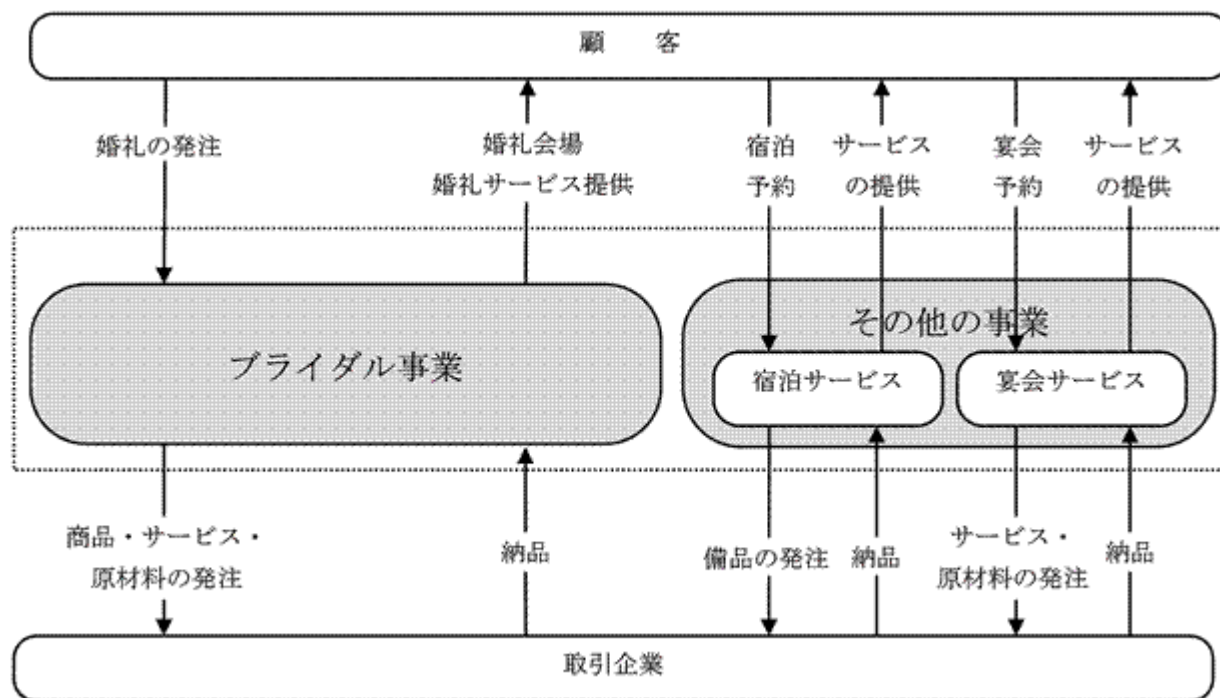 顧　　客
婚礼の発注
婚礼会場
婚礼サービス提供
宿泊
予約
サービス
の提供
宴会
予約
サービス
の提供
ブライダル事業
その他の事業
宿泊サービス
宴会サービス
商品・サービス・
原材料の発注
納品
備品の発注
納品
サービス・
原材料の発注
納品
取引企業